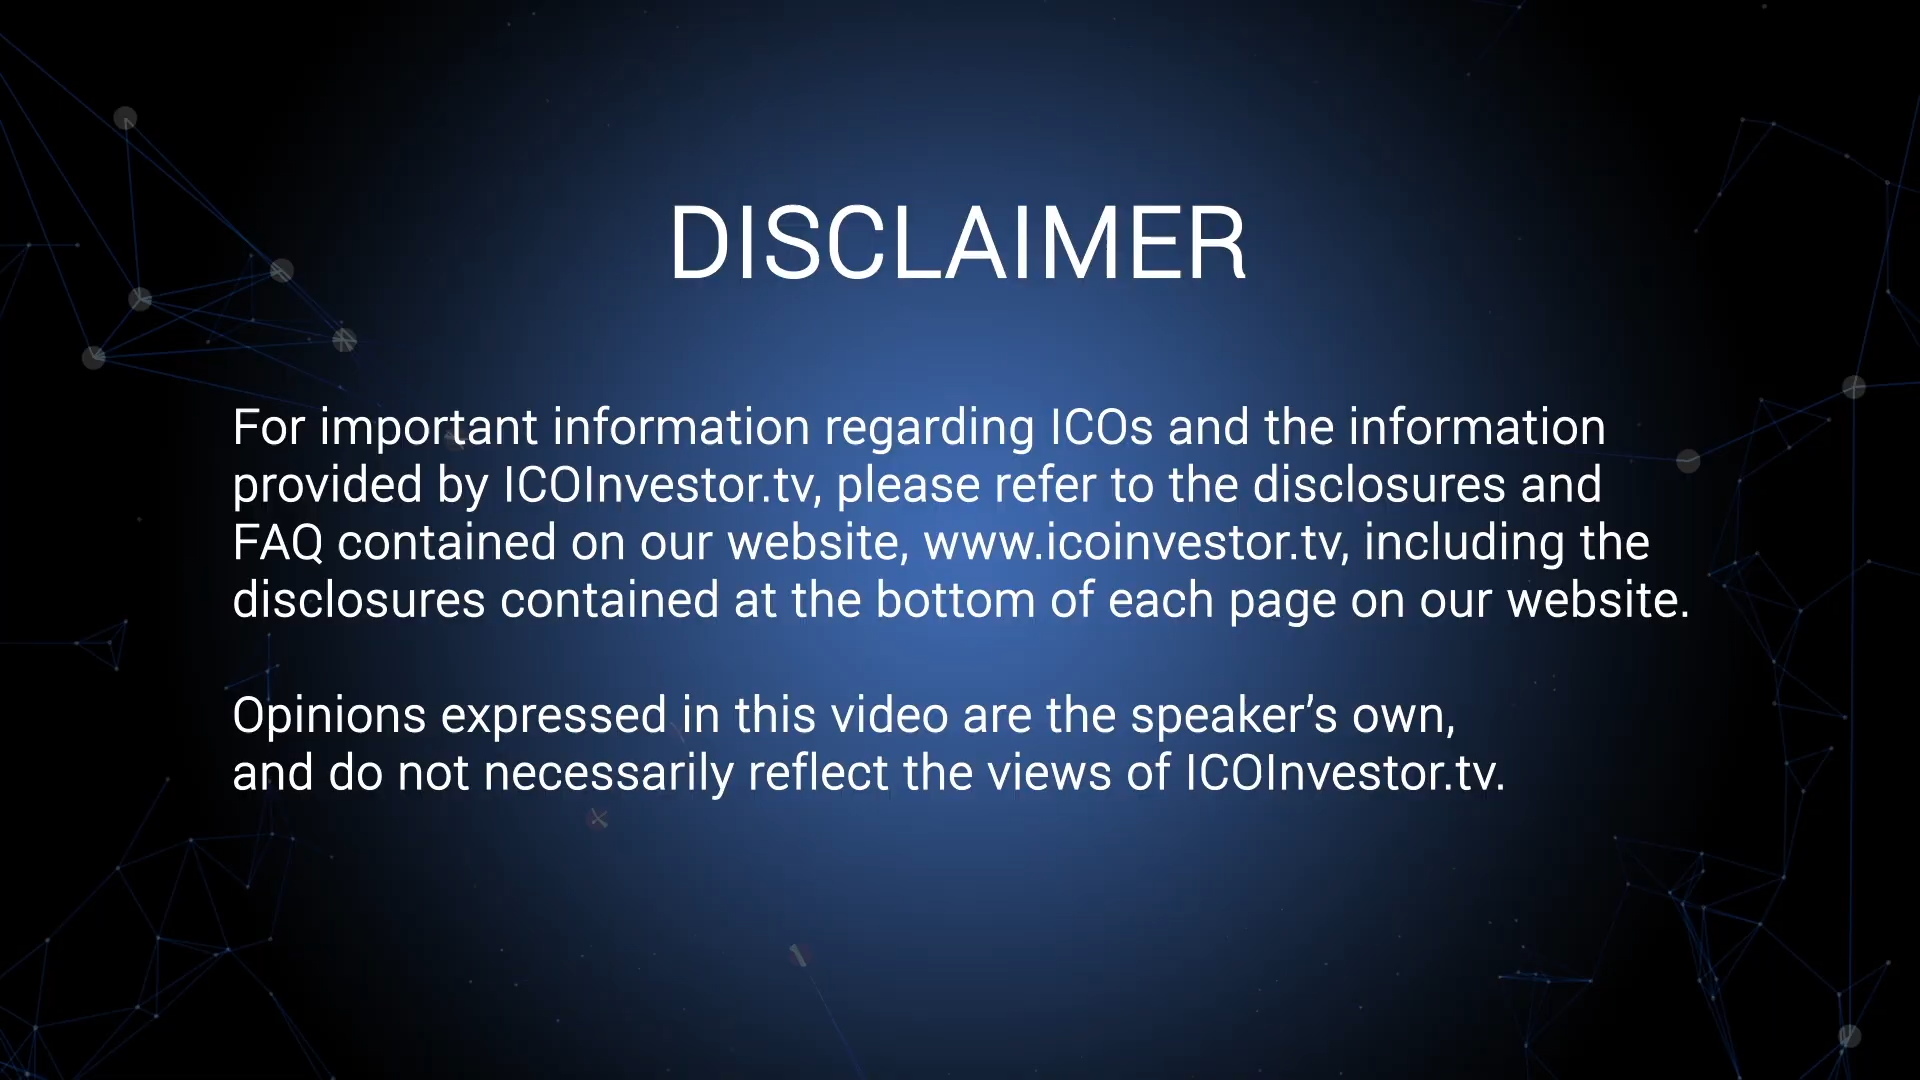 DISCLAIMER
For important information regarding ICOs and the information
provided by ICOInvestor.tv, please refer to the disclosures and
FAQ contained on our website, www.icoinvestor.tv, including the
disclosures contained at the bottom of each page on our website.
Opinions expressed in this video are the speaker’s own,
and do not necessarily reflect the views of ICOInvestor.tv.